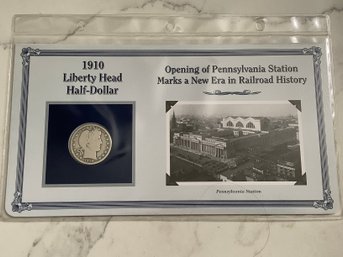 1910
Liberty Head
Half-Dollar
Opening of Pennsylvania Station
Marks a New Era in Railroad History
Pennsylvania Station